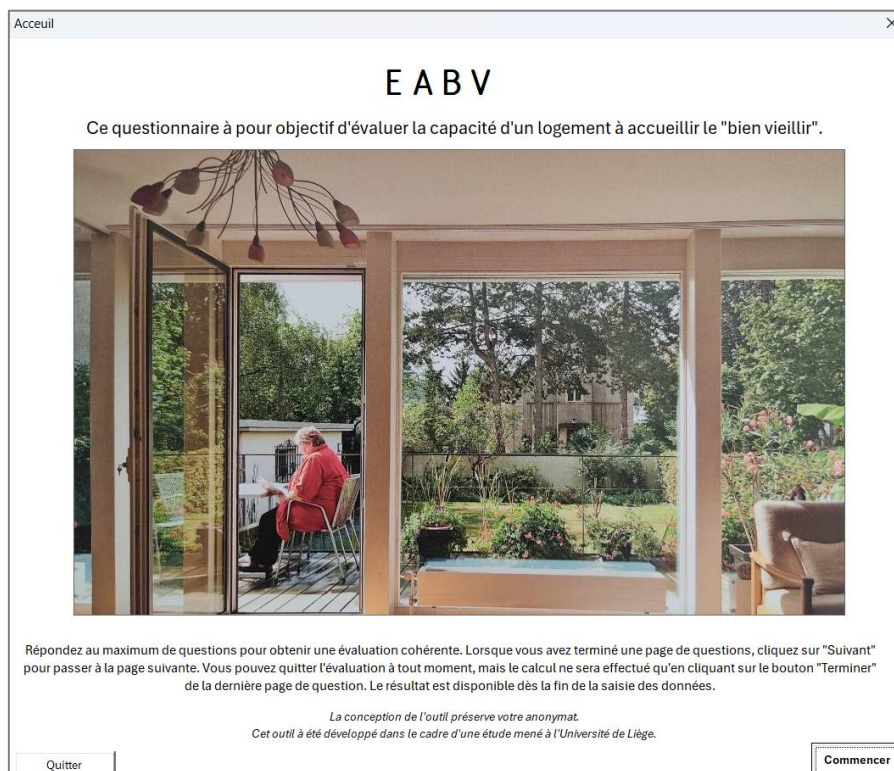 Acceuil
E A B V
Ce questionnaire à pour objectif d'évaluer la capacité d'un logement à accueillir le "bien vieillir".
Répondez au maximum de questions pour obtenir une évaluation cohérente. Lorsque vous avez terminé une page de questions, cliquez sur "Suivant"
pour passer à la page suivante. Vous pouvez quitter l'évaluation à tout moment, mais le calcul ne sera effectué qu'en cliquant sur le bouton "Terminer"
de la dernière page de question. Le résultat est disponible dès la fin de la saisie des données.
La conception de l'outil préserve votre anonymat.
Cet outil à été développé dans le cadre d'une étude mené à l'Université de Liège.
Quitter
Commencer